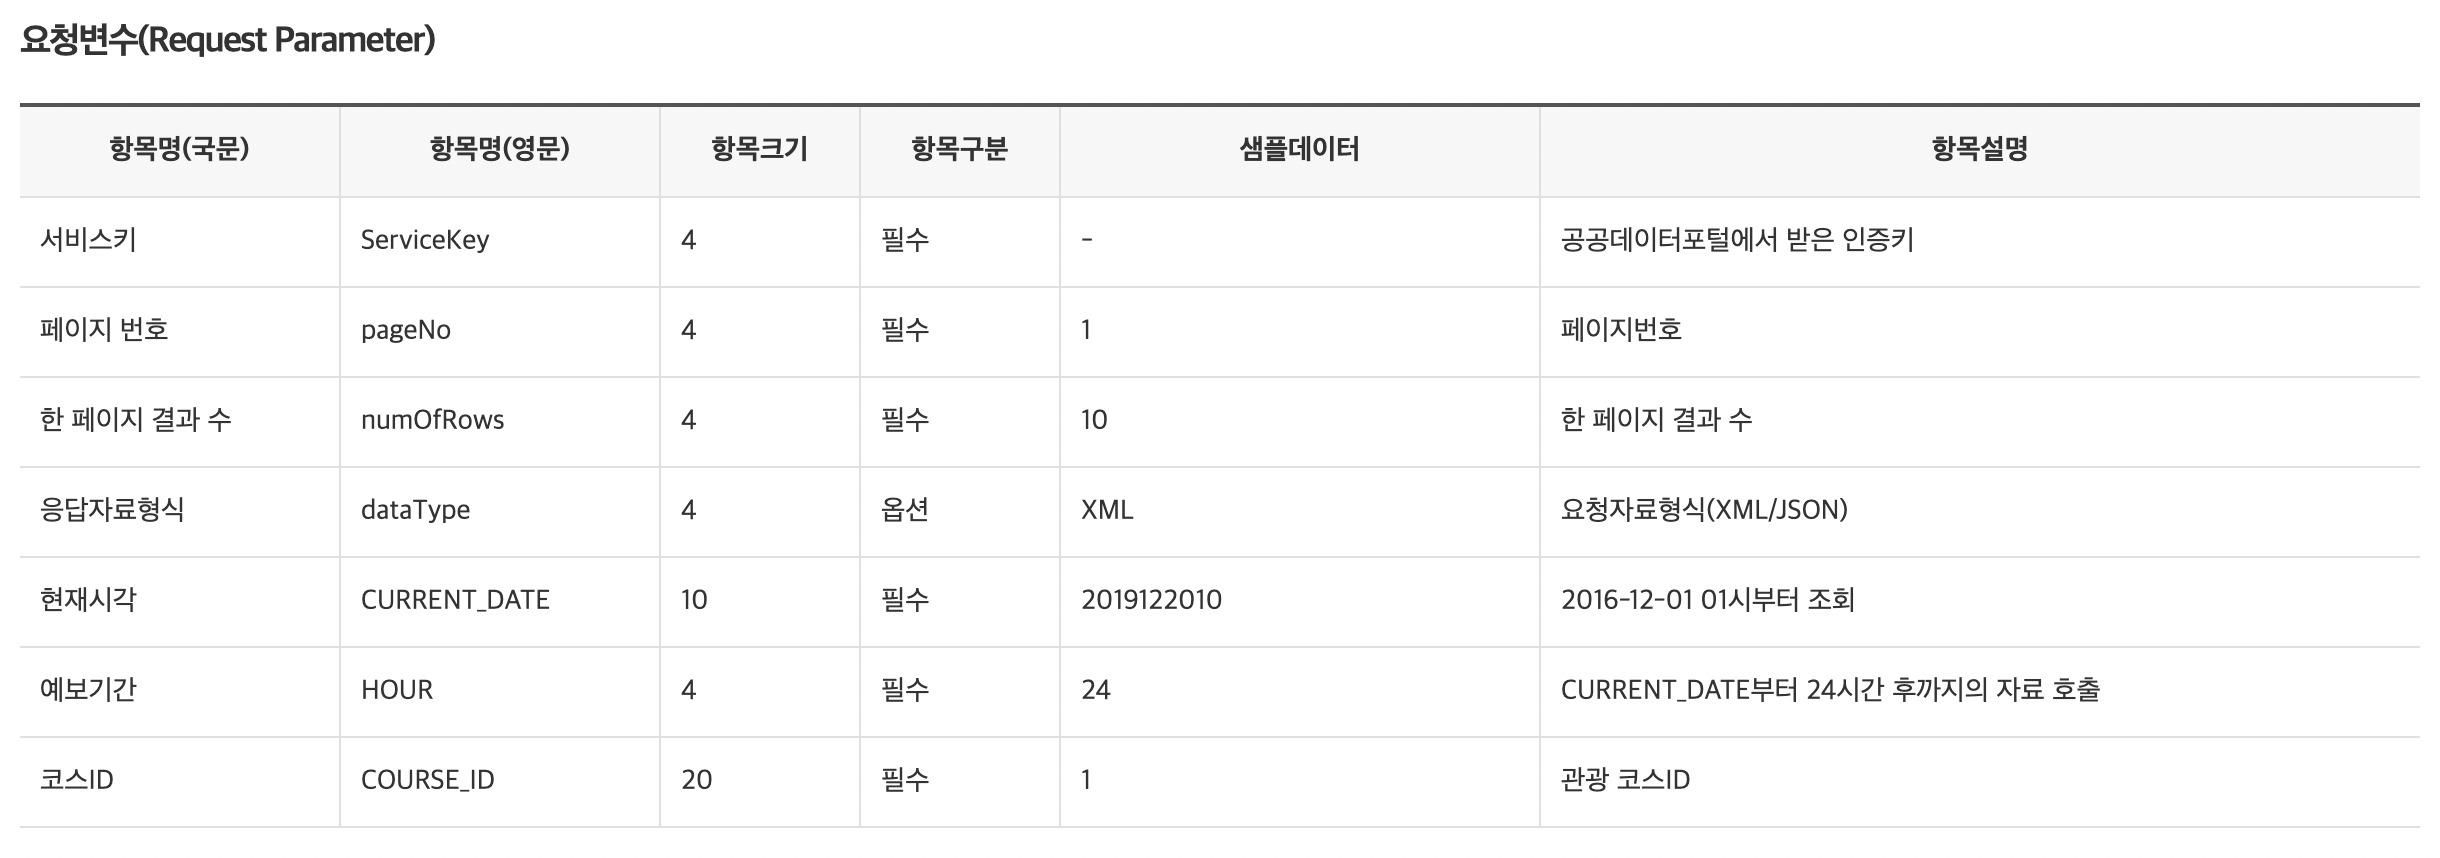 요청변수(Request Parameter)
항목명(국문) 항목명(영문) 항목크기 항목구분 샘플데이터 항목설명
서비스키 ServiceKey 4 필수 - 공공데이터포털에서 받은 인증키
페이지 번호 pageNo 4 필수 1 페이지번호
한 페이지 결과 수 numOfRows 4 필수 10 한 페이지 결과 수
응답자료형식 dataType 4 옵션 XML 요청자료형식(XML/JSON)
현재시각 CURRENT_DATE 10 필수 2019122010 2016-12-01 01시부터 조회
예보기간 HOUR 4 필수 24 CURRENT_DATE부터 24시간 후까지의 자료 호출
코스ID COURSE_ID 20 필수 1 관광 코스ID